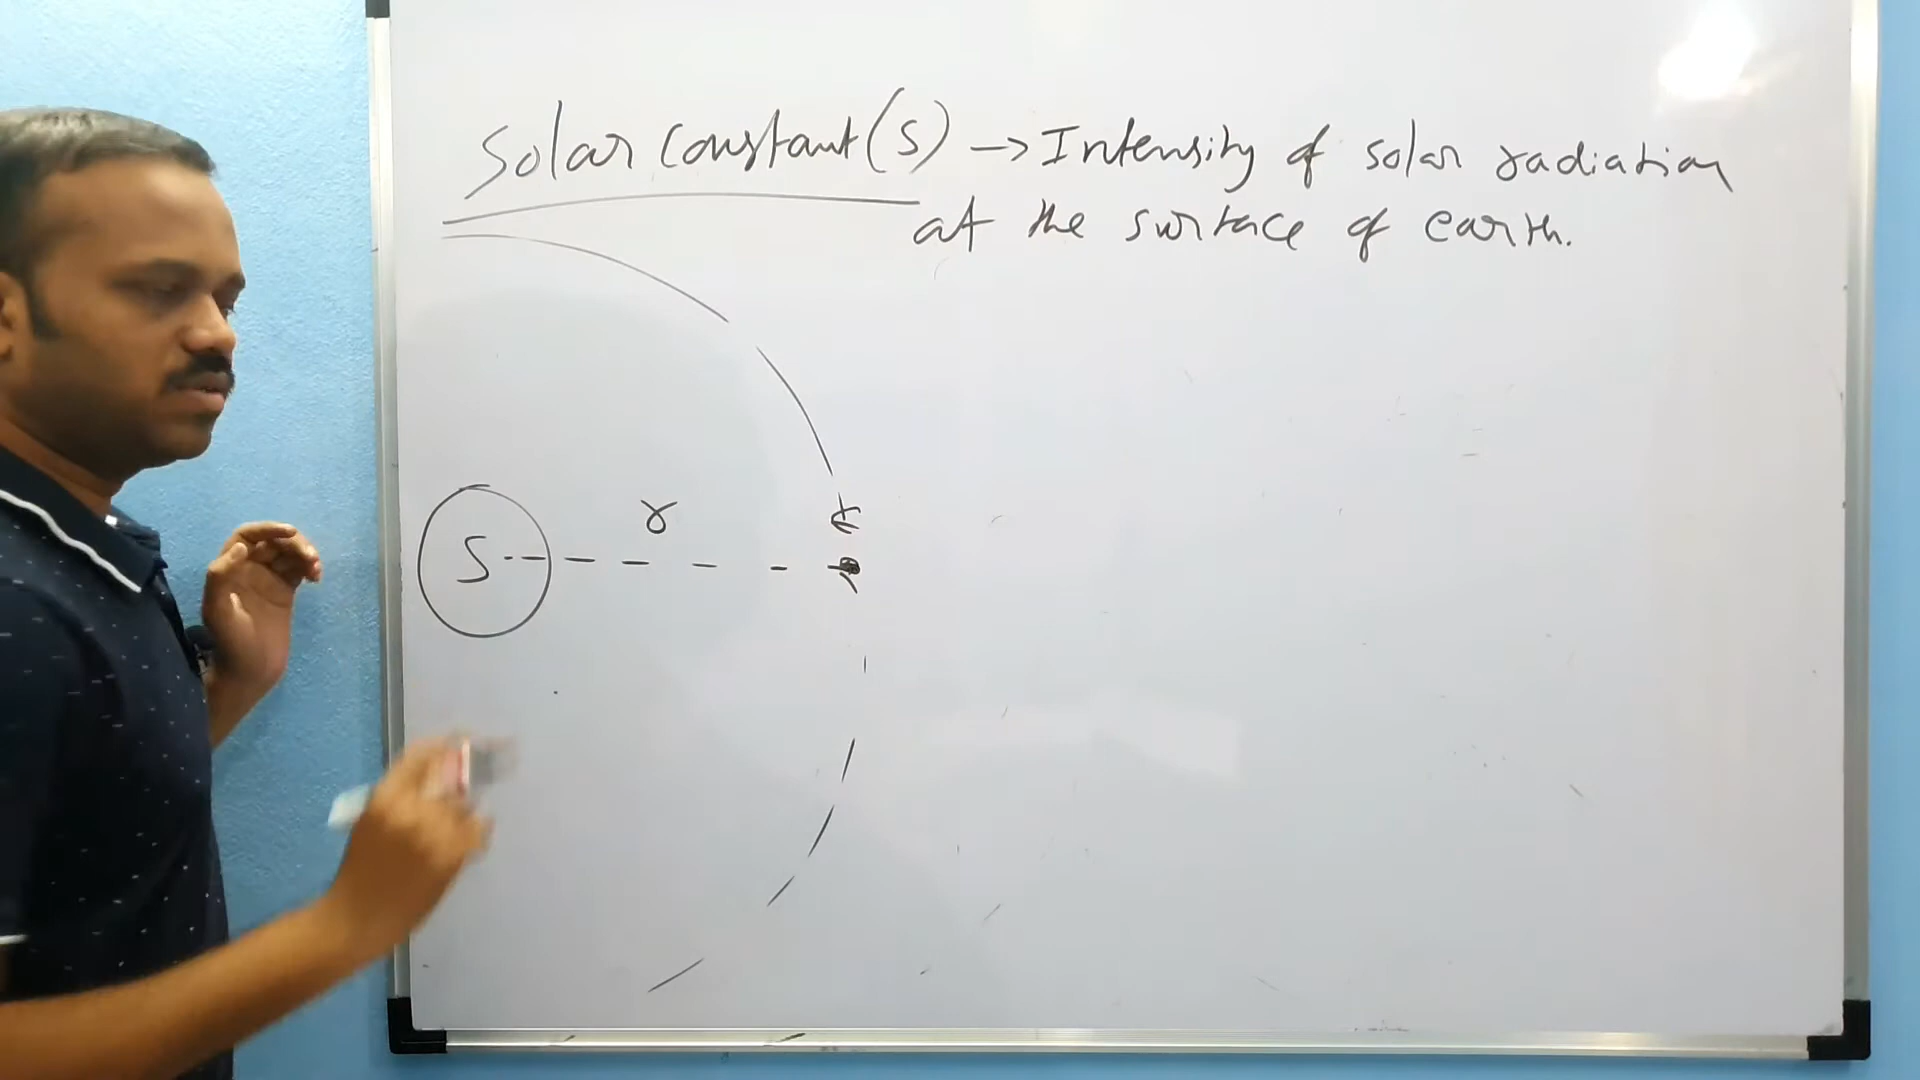 Solar constant (S) → Intensity of solar radiation
at the surface of earth.
r
E
S